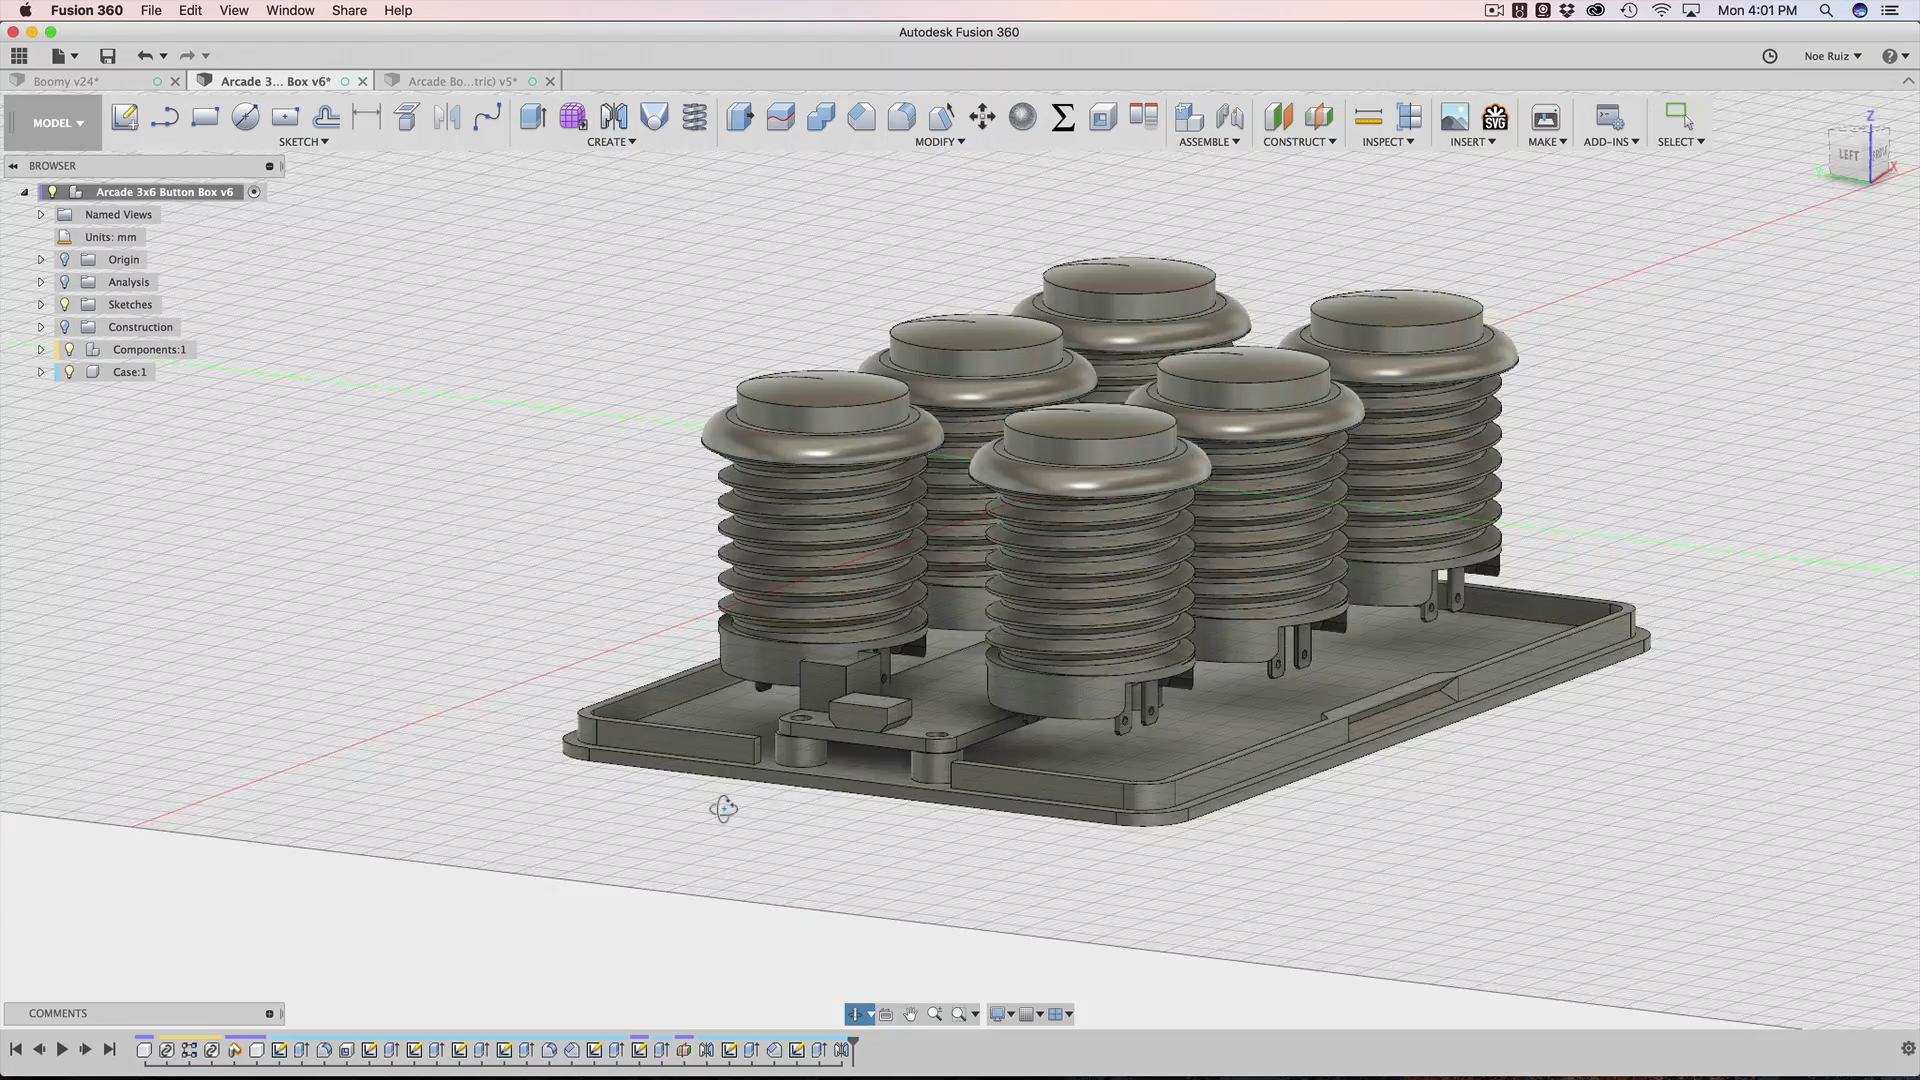 Fusion 360 File Edit View Window Share Help Mon 4:01 PM
Autodesk Fusion 360
Noe Ruiz
Boomy v24* Arcade 3... Box v6* Arcade Bo...tric) v5*
MODEL
SVG
SKETCH CREATE MODIFY ASSEMBLE CONSTRUCT INSPECT INSERT MAKE ADD-INS SELECT
Z
LEFT
X
BROWSER
Arcade 3x6 Button Box v6
Named Views
Units: mm
Origin
Analysis
Sketches
Construction
Components:1
Case:1
COMMENTS